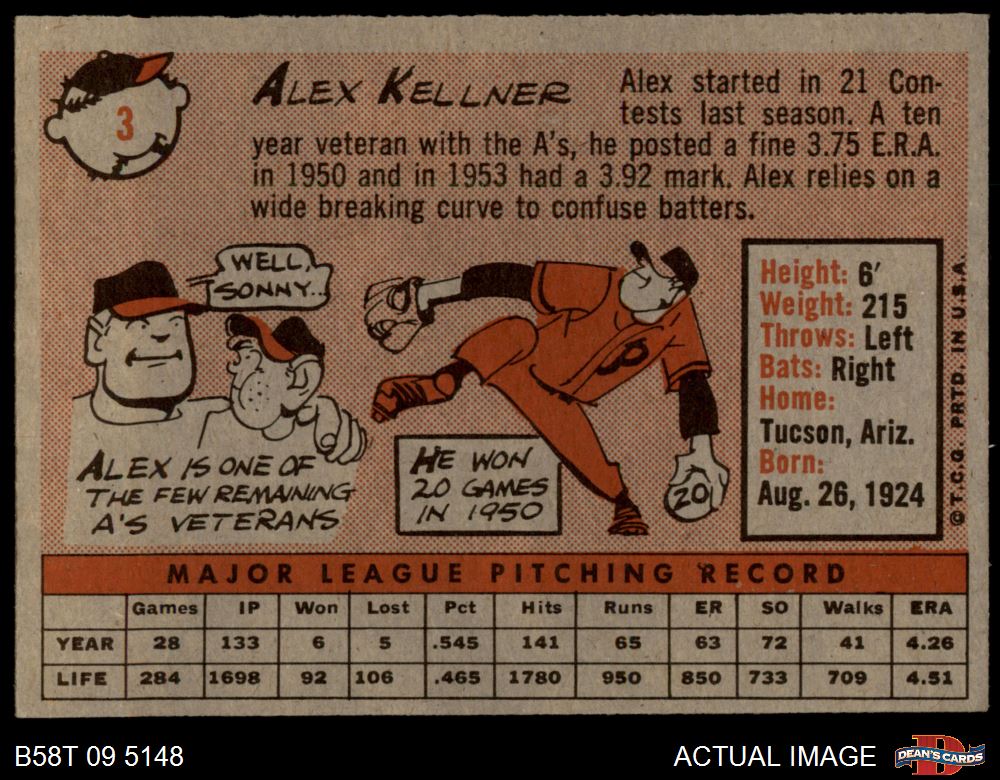 3
ALEX KELLNER
Alex started in 21 Con-
tests last season. A ten
year veteran with the A's, he posted a fine 3.75 E.R.A.
in 1950 and in 1953 had a 3.92 mark. Alex relies on a
wide breaking curve to confuse batters.
WELL,
SONNY...
ALEX IS ONE OF
THE FEW REMAINING
A'S VETERANS
HE WON
20 GAMES
IN 1950
20
Height: 6'
Weight: 215
Throws: Left
Bats: Right
Home:
Tucson, Ariz.
Born:
Aug. 26, 1924
© T.C.G. PRTD. IN U.S.A.
MAJOR LEAGUE PITCHING RECORD
Games IP Won Lost Pct Hits Runs ER SO Walks ERA
YEAR 28 133 6 5 .545 141 65 63 72 41 4.26
LIFE 284 1698 92 106 .465 1780 950 850 733 709 4.51
B58T 09 5148
ACTUAL IMAGE
D
DEAN'S CARDS